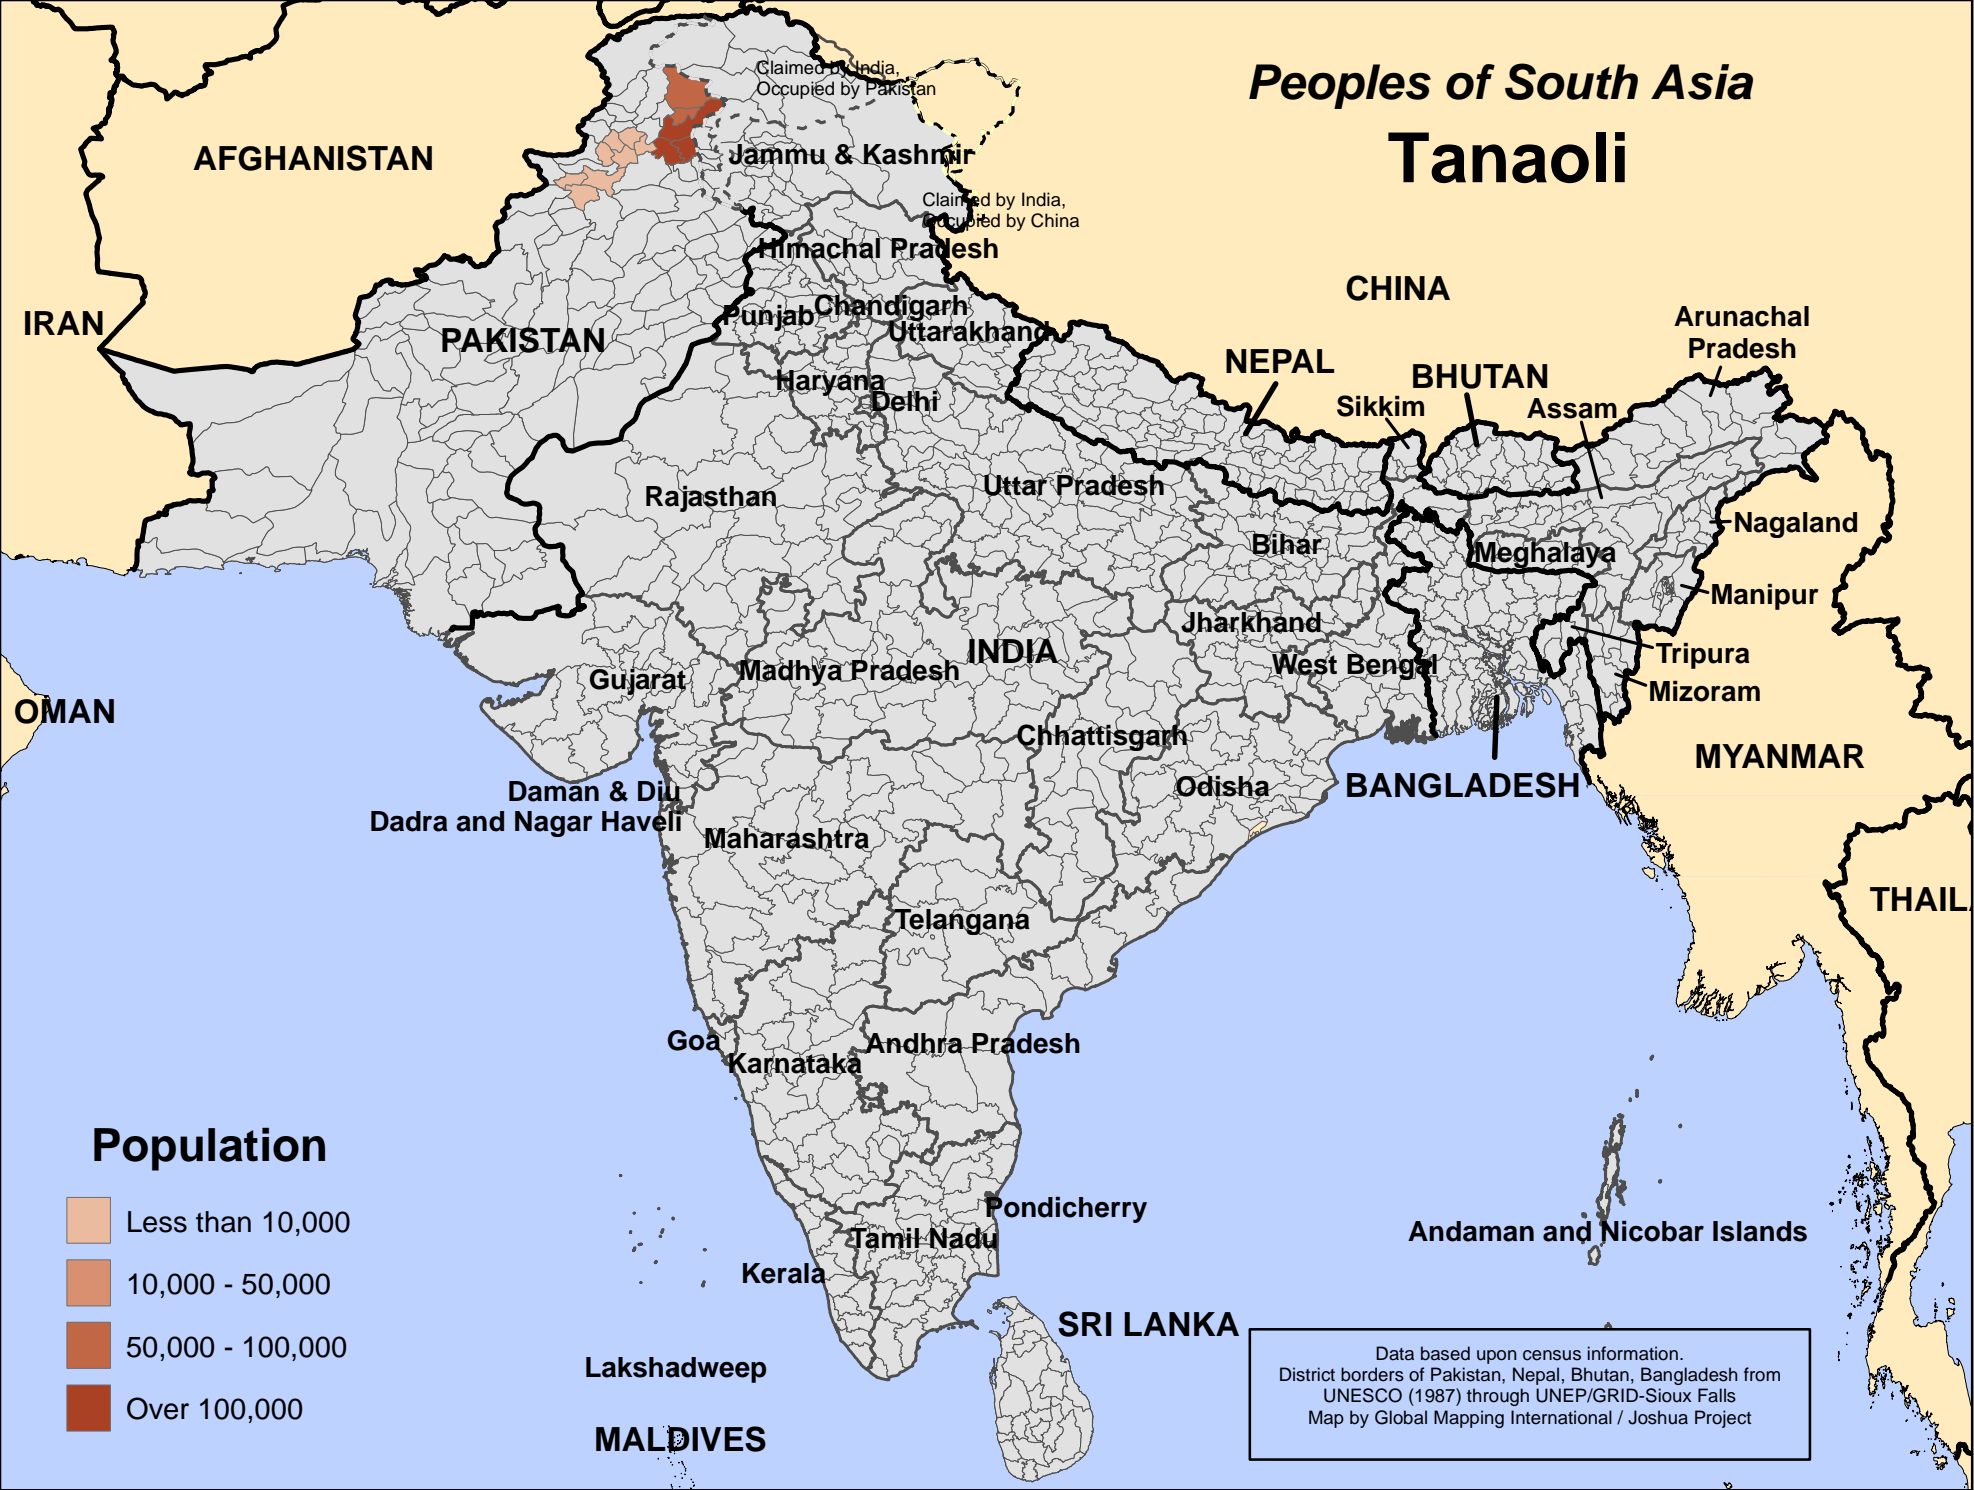 Peoples of South Asia
Tanaoli
Claimed by India,
Occupied by Pakistan
AFGHANISTAN
Jammu & Kashmir
Claimed by India,
Occupied by China
Himachal Pradesh
CHINA
IRAN
PAKISTAN
Punjab
Chandigarh
Uttarakhand
Arunachal
Pradesh
NEPAL
BHUTAN
Haryana
Delhi
Sikkim
Assam
Rajasthan
Uttar Pradesh
Nagaland
Bihar
Meghalaya
Manipur
Jharkhand
INDIA
Tripura
West Bengal
Madhya Pradesh
Gujarat
Mizoram
OMAN
Chhattisgarh
MYANMAR
Odisha
BANGLADESH
Daman & Diu
Dadra and Nagar Haveli
Maharashtra
THAIL
Telangana
Goa
Andhra Pradesh
Karnataka
Pondicherry
Tamil Nadu
Andaman and Nicobar Islands
Kerala
SRI LANKA
Lakshadweep
MALDIVES
Population
Less than 10,000
10,000 - 50,000
50,000 - 100,000
Over 100,000
Data based upon census information.
District borders of Pakistan, Nepal, Bhutan, Bangladesh from
UNESCO (1987) through UNEP/GRID-Sioux Falls
Map by Global Mapping International / Joshua Project